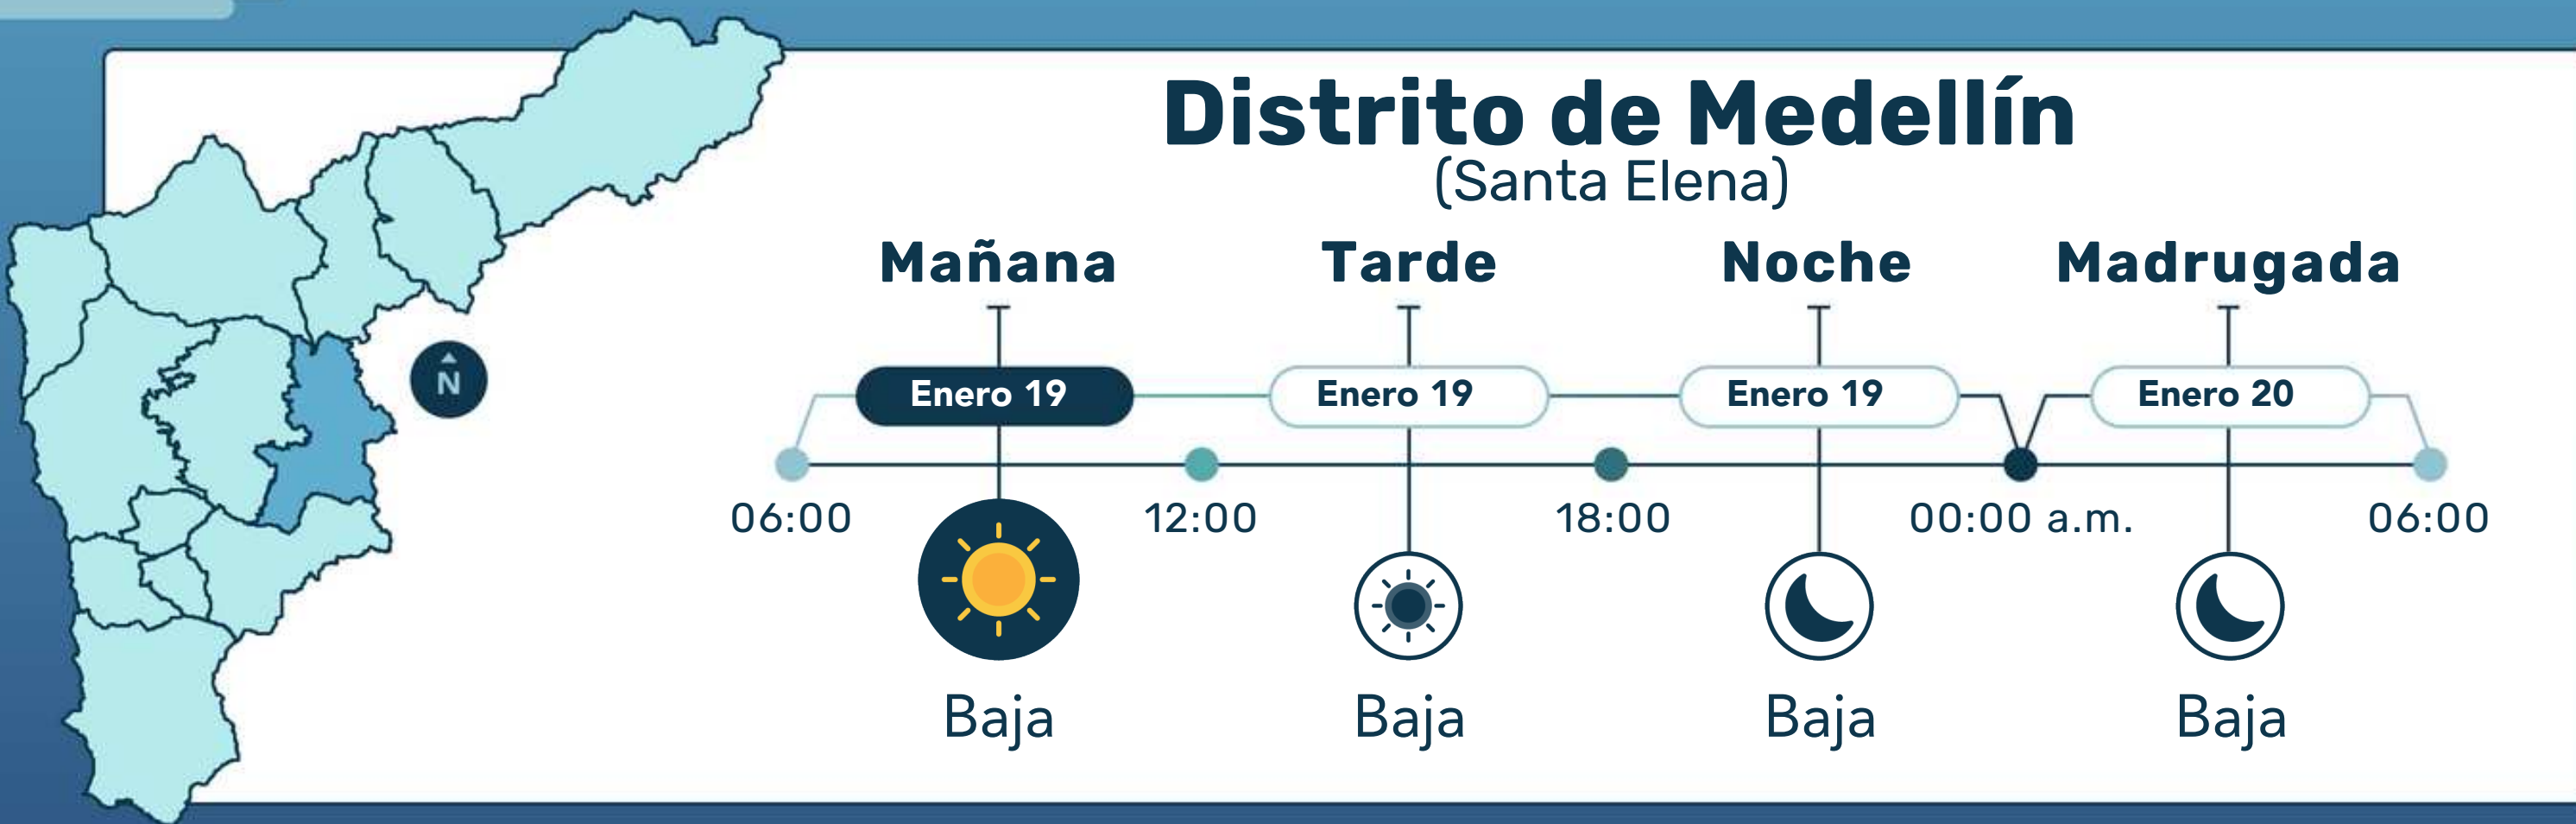 Distrito de Medellín
(Santa Elena)
Mañana Tarde Noche Madrugada
N
Enero 19 Enero 19 Enero 19 Enero 20
06:00 12:00 18:00 00:00 a.m. 06:00
Baja Baja Baja Baja